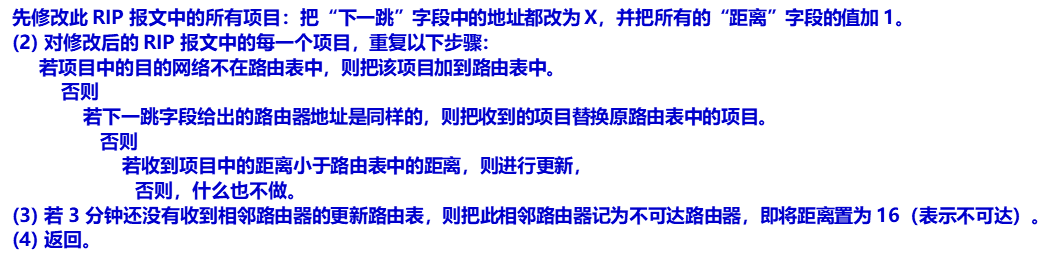 先修改此 RIP 报文中的所有项目：把“下一跳”字段中的地址都改为 X，并把所有的“距离”字段的值加 1。
(2) 对修改后的 RIP 报文中的每一个项目，重复以下步骤：
若项目中的目的网络不在路由表中，则把该项目加到路由表中。
否则
若下一跳字段给出的路由器地址是同样的，则把收到的项目替换原路由表中的项目。
否则
若收到项目中的距离小于路由表中的距离，则进行更新，
否则，什么也不做。
(3) 若 3 分钟还没有收到相邻路由器的更新路由表，则把此相邻路由器记为不可达路由器，即将距离置为 16（表示不可达）。
(4) 返回。